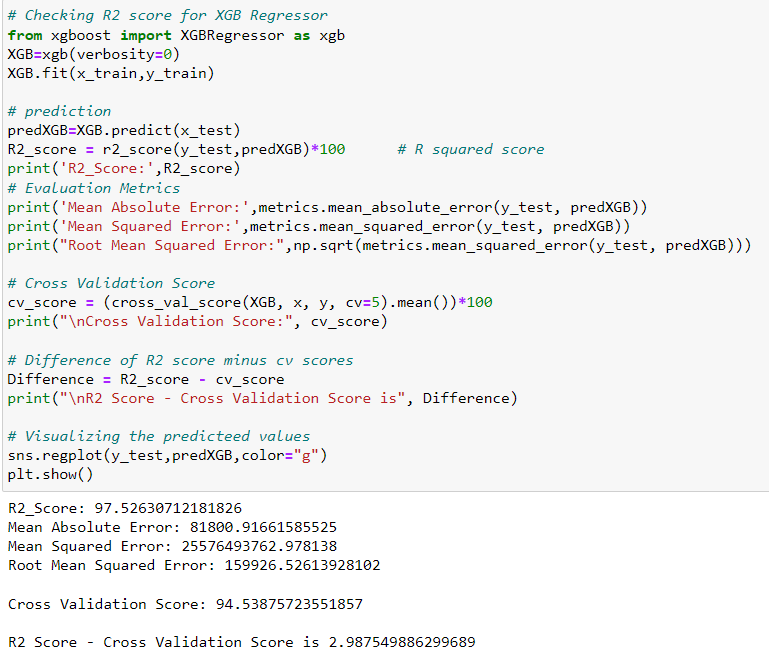 # Checking R2 score for XGB Regressor
from xgboost import XGBRegressor as xgb
XGB=xgb(verbosity=0)
XGB.fit(x_train,y_train)
# prediction
predXGB=XGB.predict(x_test)
R2_score = r2_score(y_test,predXGB)*100      # R squared score
print('R2_Score:',R2_score)
# Evaluation Metrics
print('Mean Absolute Error:',metrics.mean_absolute_error(y_test, predXGB))
print('Mean Squared Error:',metrics.mean_squared_error(y_test, predXGB))
print("Root Mean Squared Error:",np.sqrt(metrics.mean_squared_error(y_test, predXGB)))
# Cross Validation Score
cv_score = (cross_val_score(XGB, x, y, cv=5).mean())*100
print("\nCross Validation Score:", cv_score)
# Difference of R2 score minus cv scores
Difference = R2_score - cv_score
print("\nR2 Score - Cross Validation Score is", Difference)
# Visualizing the predicteed values
sns.regplot(y_test,predXGB,color="g")
plt.show()
R2_Score: 97.52630712181826
Mean Absolute Error: 81800.91661585525
Mean Squared Error: 25576493762.978138
Root Mean Squared Error: 159926.52613928102
Cross Validation Score: 94.53875723551857
R2 Score - Cross Validation Score is 2.987549886299689